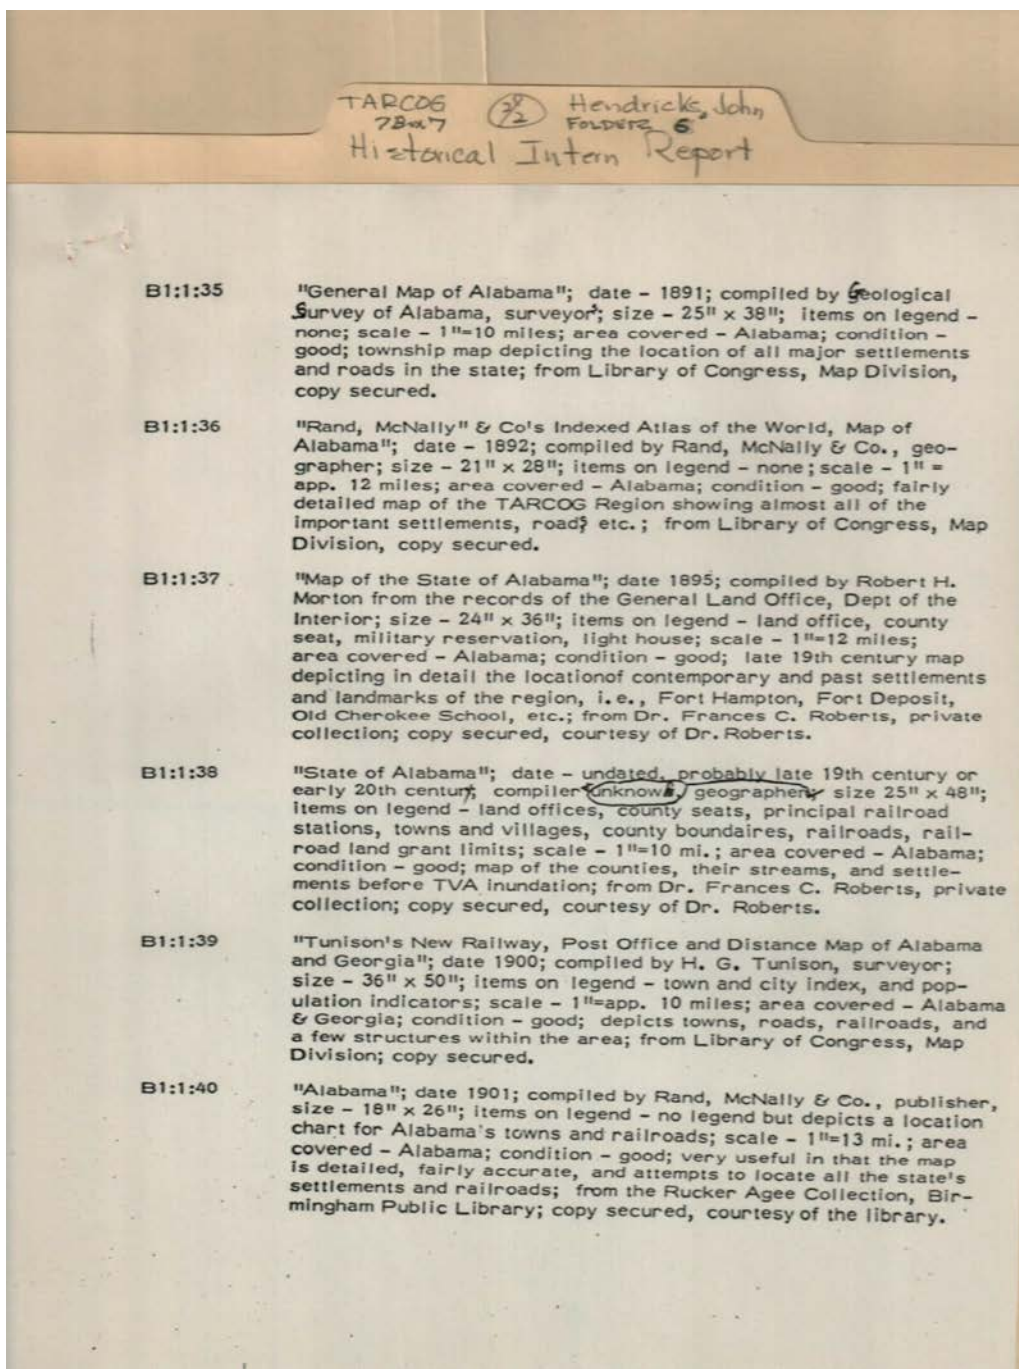 TARCOG
Hendricks, John
FOLDER 6
Historical Intern Report
B1:1:35 "General Map of Alabama"; date - 1891; compiled by Geological
Survey of Alabama, surveyor; size - 25" x 38"; items on legend -
none; scale - 1"=10 miles; area covered - Alabama; condition -
good; township map depicting the location of all major settlements
and roads in the state; from Library of Congress, Map Division,
copy secured.
B1:1:36 "Rand, McNally" & Co's Indexed Atlas of the World, Map of
Alabama"; date - 1892; compiled by Rand, McNally & Co., geo-
grapher; size - 21" x 28"; items on legend - none; scale - 1" =
app. 12 miles; area covered - Alabama; condition - good; fairly
detailed map of the TARCOG Region showing almost all of the
important settlements, roads etc.; from Library of Congress, Map
Division, copy secured.
B1:1:37 "Map of the State of Alabama"; date 1895; compiled by Robert H.
Morton from the records of the General Land Office, Dept of the
Interior; size - 24" x 36"; items on legend - land office, county
seat, military reservation, light house; scale - 1"=12 miles;
area covered - Alabama; condition - good; late 19th century map
depicting in detail the locationof contemporary and past settlements
and landmarks of the region, i.e., Fort Hampton, Fort Deposit,
Old Cherokee School, etc.; from Dr. Frances C. Roberts, private
collection; copy secured, courtesy of Dr. Roberts.
B1:1:38 "State of Alabama"; date - undated, probably late 19th century or
early 20th century; compiler unknown, geographer, size 25" x 48";
items on legend - land offices, county seats, principal railroad
stations, towns and villages, county boundaires, railroads, rail-
road land grant limits; scale - 1"=10 mi.; area covered - Alabama;
condition - good; map of the counties, their streams, and settle-
ments before TVA inundation; from Dr. Frances C. Roberts, private
collection; copy secured, courtesy of Dr. Roberts.
B1:1:39 "Tunison's New Railway, Post Office and Distance Map of Alabama
and Georgia"; date 1900; compiled by H. G. Tunison, surveyor;
size - 36" x 50"; items on legend - town and city index, and pop-
ulation indicators; scale - 1"=app. 10 miles; area covered - Alabama
& Georgia; condition - good; depicts towns, roads, railroads, and
a few structures within the area; from Library of Congress, Map
Division; copy secured.
B1:1:40 "Alabama"; date 1901; compiled by Rand, McNally & Co., publisher,
size - 18" x 26"; items on legend - no legend but depicts a location
chart for Alabama's towns and railroads; scale - 1"=13 mi.; area
covered - Alabama; condition - good; very useful in that the map
is detailed, fairly accurate, and attempts to locate all the state's
settlements and railroads; from the Rucker Agee Collection, Bir-
mingham Public Library; copy secured, courtesy of the library.